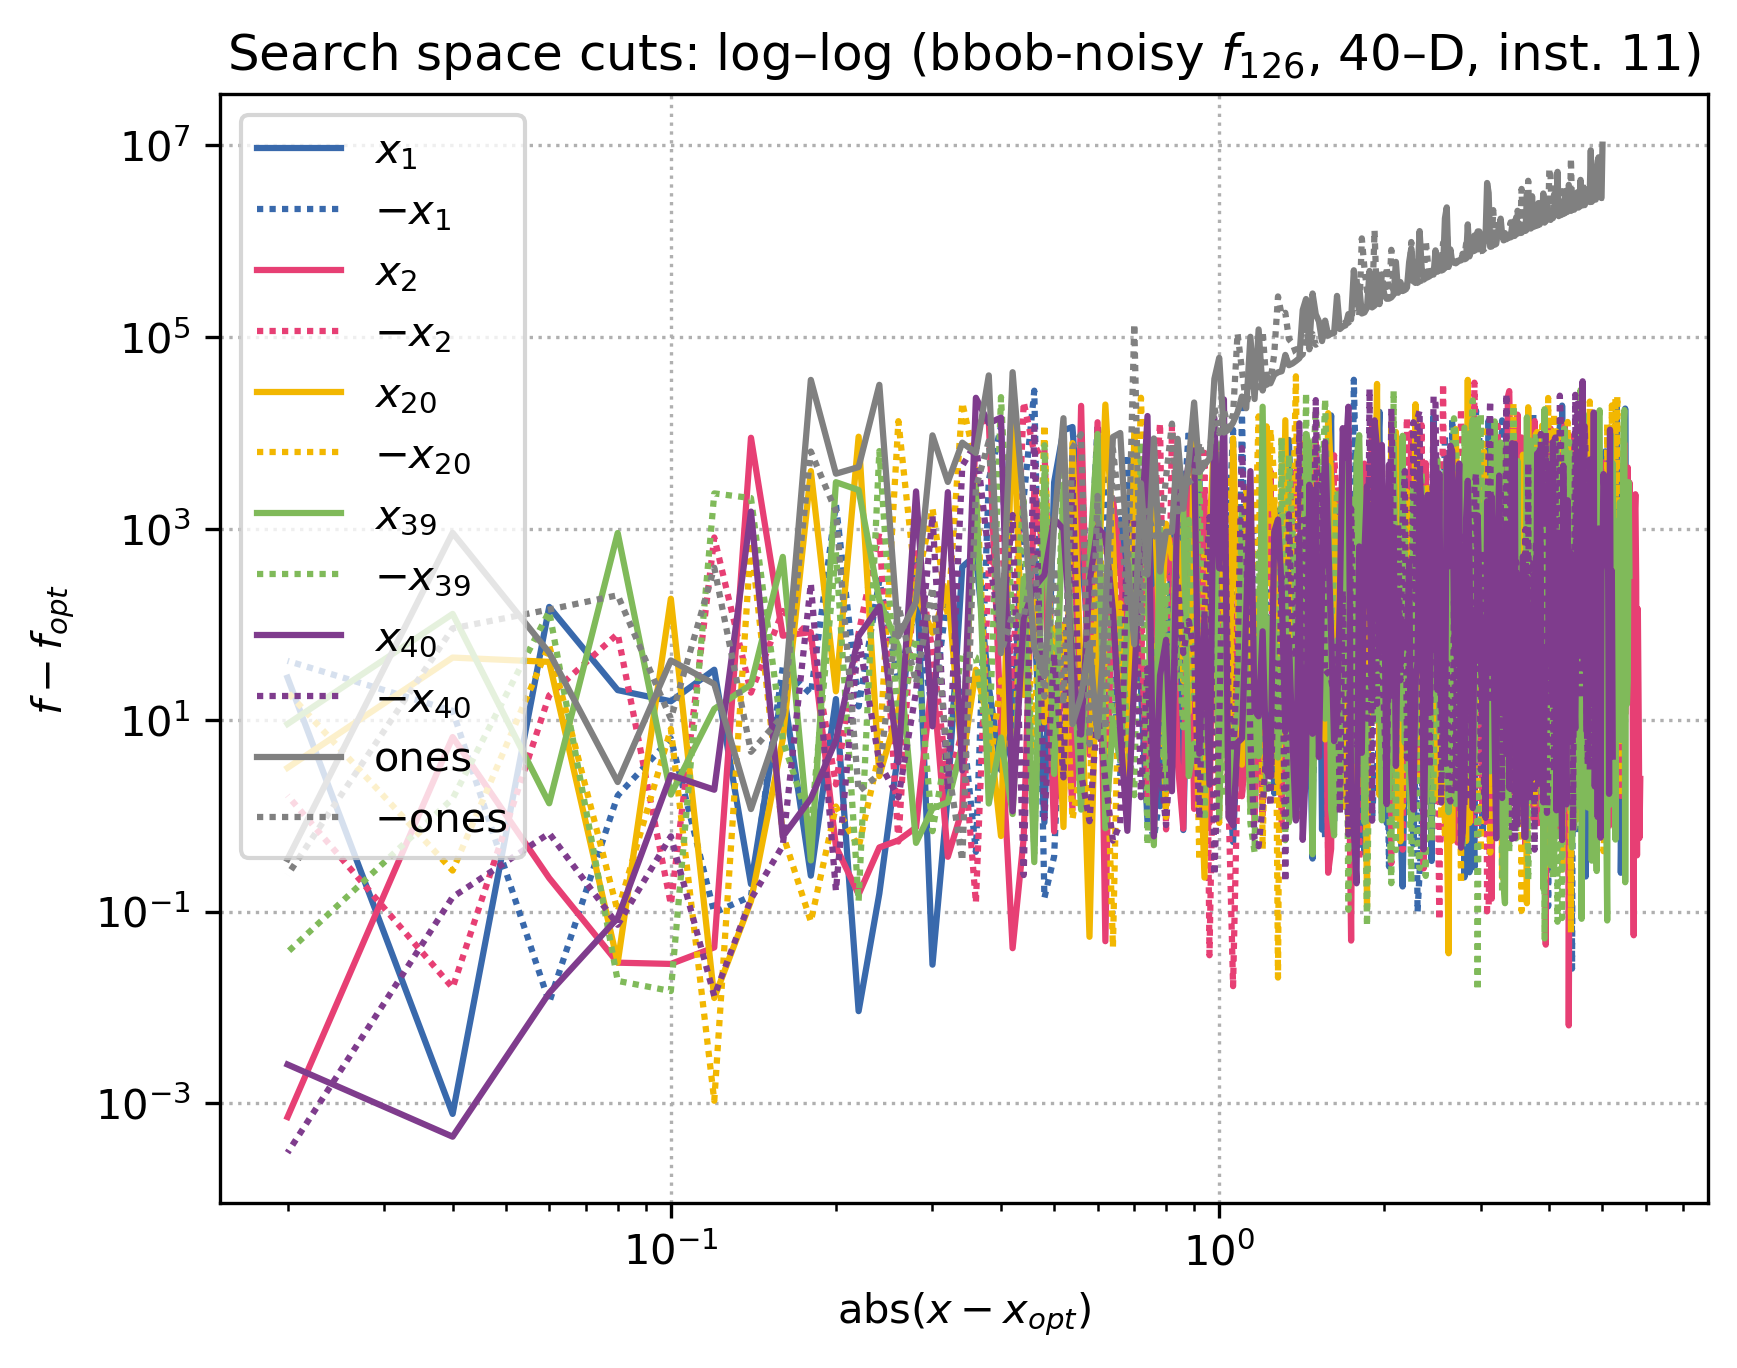 Search space cuts: log–log (bbob-noisy $f_{126}$, 40–D, inst. 11)
$10^{7}$
$10^{5}$
$10^{3}$
$10^{1}$
$10^{-1}$
$10^{-3}$
$f - f_{opt}$
$x_1$
$-x_1$
$x_2$
$-x_2$
$x_{20}$
$-x_{20}$
$x_{39}$
$-x_{39}$
$x_{40}$
$-x_{40}$
ones
−ones
$10^{-1}$
$10^{0}$
abs($x - x_{opt}$)